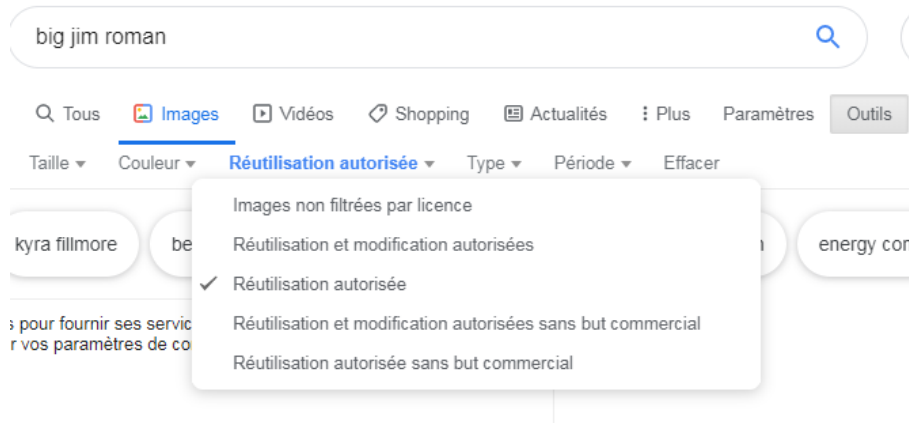 big jim roman
Tous Images Vidéos Shopping Actualités Plus Paramètres Outils
Taille Couleur Réutilisation autorisée Type Période Effacer
Images non filtrées par licence
kyra fillmore be Réutilisation et modification autorisées n energy con
Réutilisation autorisée
s pour fournir ses servic Réutilisation et modification autorisées sans but commercial
r vos paramètres de co
Réutilisation autorisée sans but commercial